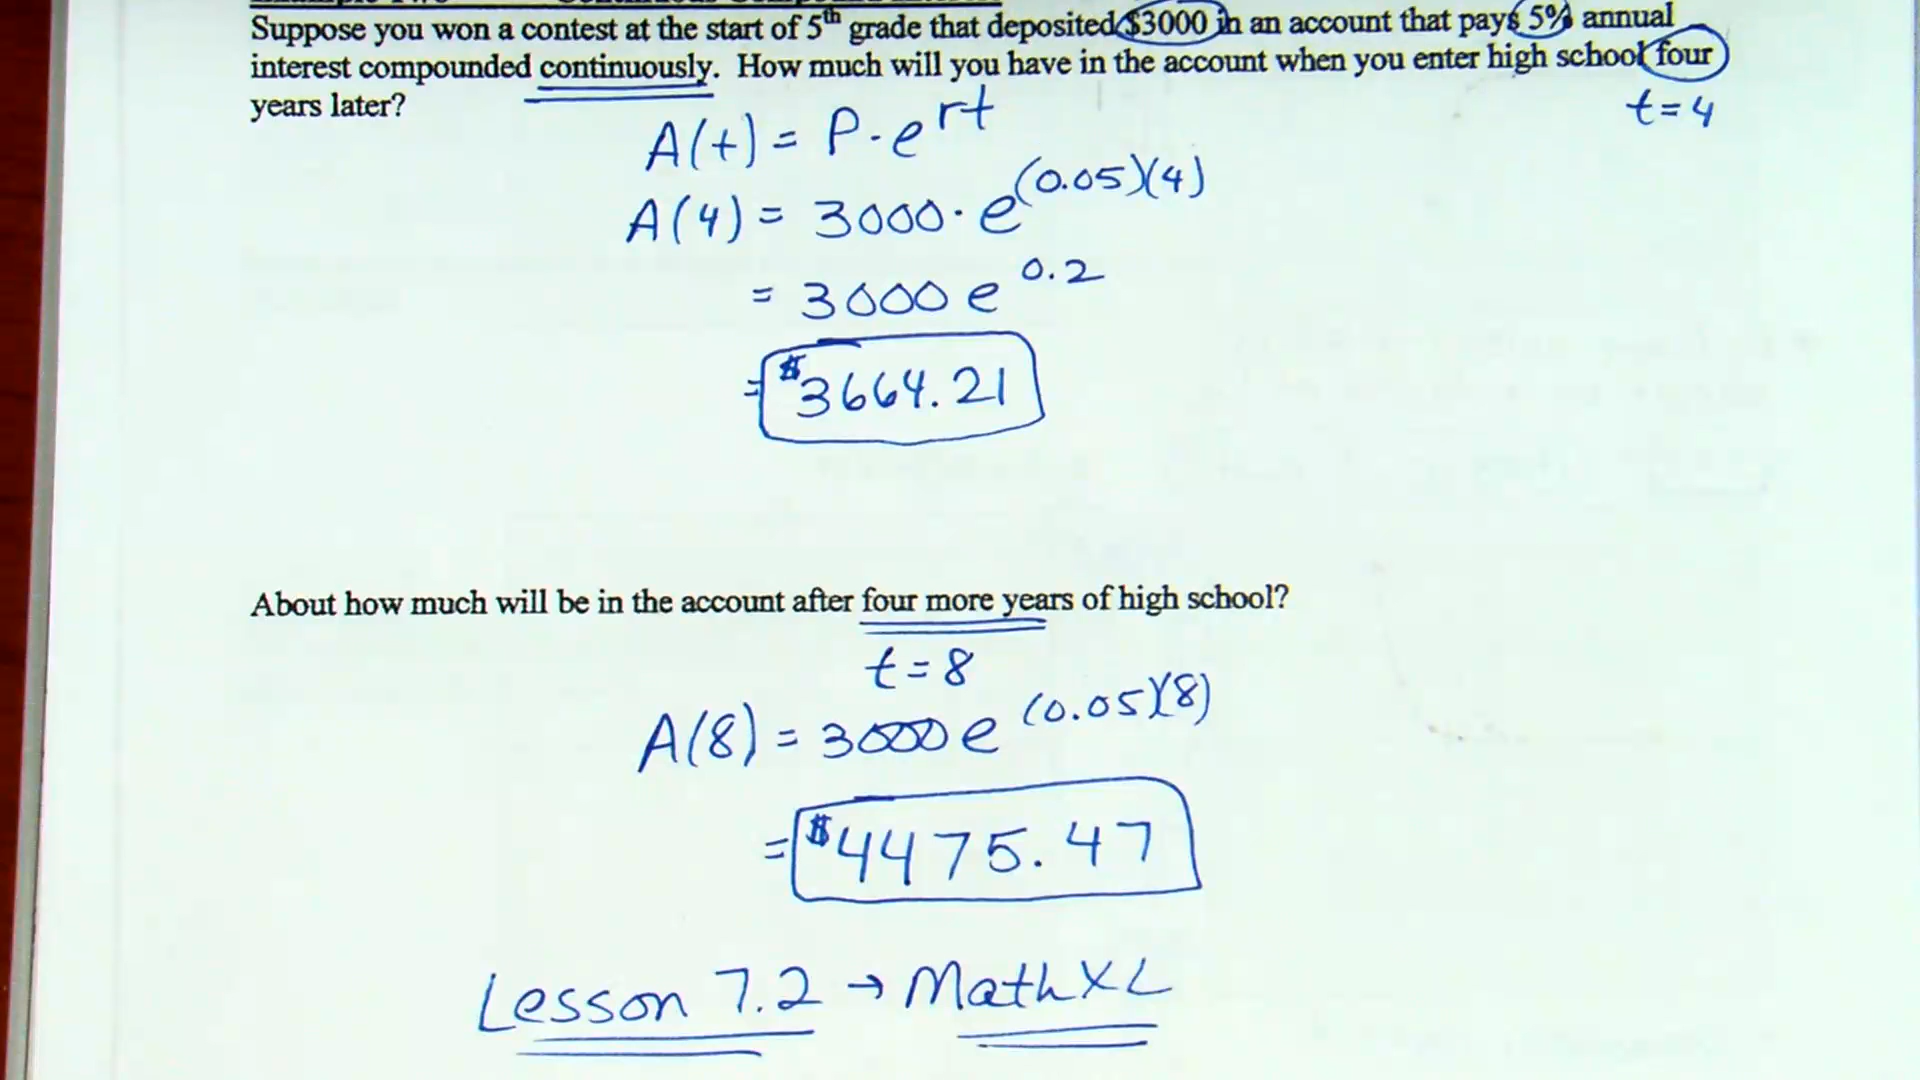 Suppose you won a contest at the start of 5th grade that deposited $3000 in an account that pays 5% annual
interest compounded continuously. How much will you have in the account when you enter high school four
years later?
t = 4
A(t) = P · e^rt
A(4) = 3000 · e^(0.05)(4)
= 3000 e^0.2
= $3664.21
About how much will be in the account after four more years of high school?
t = 8
A(8) = 3000 e^(0.05)(8)
= $4475.47
Lesson 7.2 → MathXL